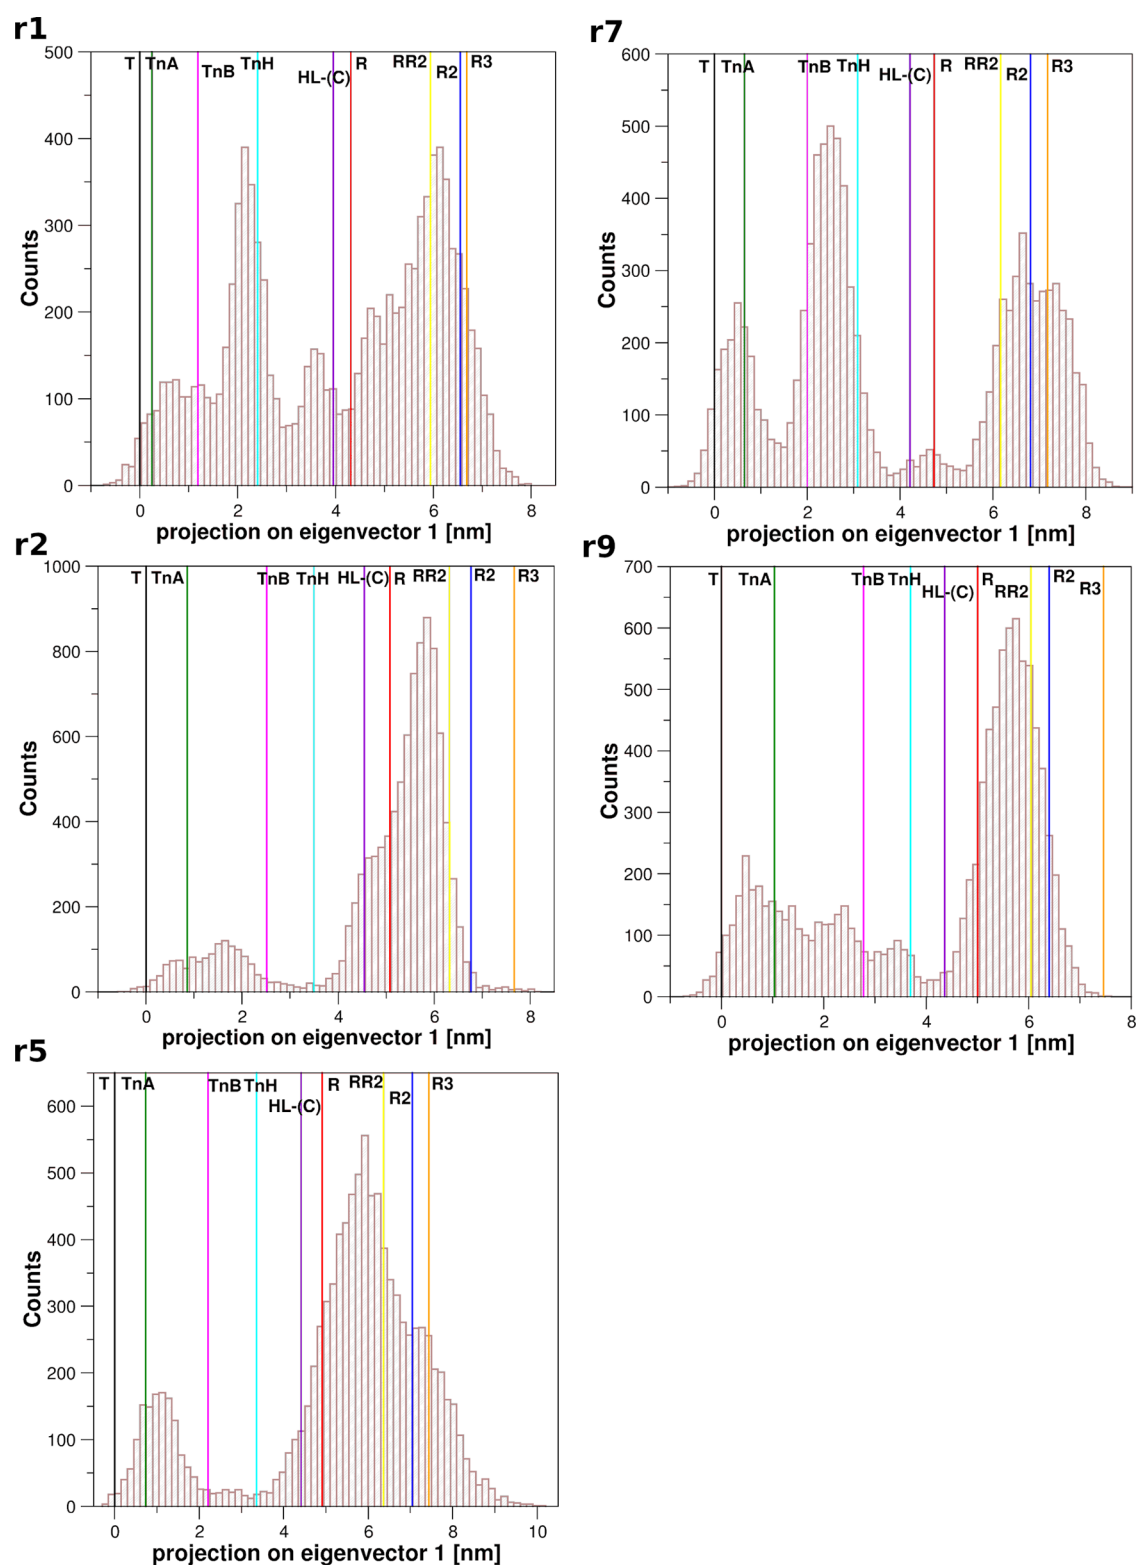 r1
500
400
300
200
100
0
Counts
T TnA TnB TnH HL-(C) R RR2 R2 R3
0 2 4 6 8
projection on eigenvector 1 [nm]
r7
600
500
400
300
200
100
0
Counts
T TnA TnB TnH HL-(C) R RR2 R2 R3
0 2 4 6 8
projection on eigenvector 1 [nm]
r2
1000
800
600
400
200
0
Counts
T TnA TnB TnH HL-(C) R RR2 R2 R3
0 2 4 6 8
projection on eigenvector 1 [nm]
r9
700
600
500
400
300
200
100
0
Counts
T TnA TnB TnH HL-(C) R RR2 R2 R3
0 2 4 6 8
projection on eigenvector 1 [nm]
r5
600
500
400
300
200
100
0
Counts
T TnA TnB TnH HL-(C) R RR2 R2 R3
0 2 4 6 8 10
projection on eigenvector 1 [nm]